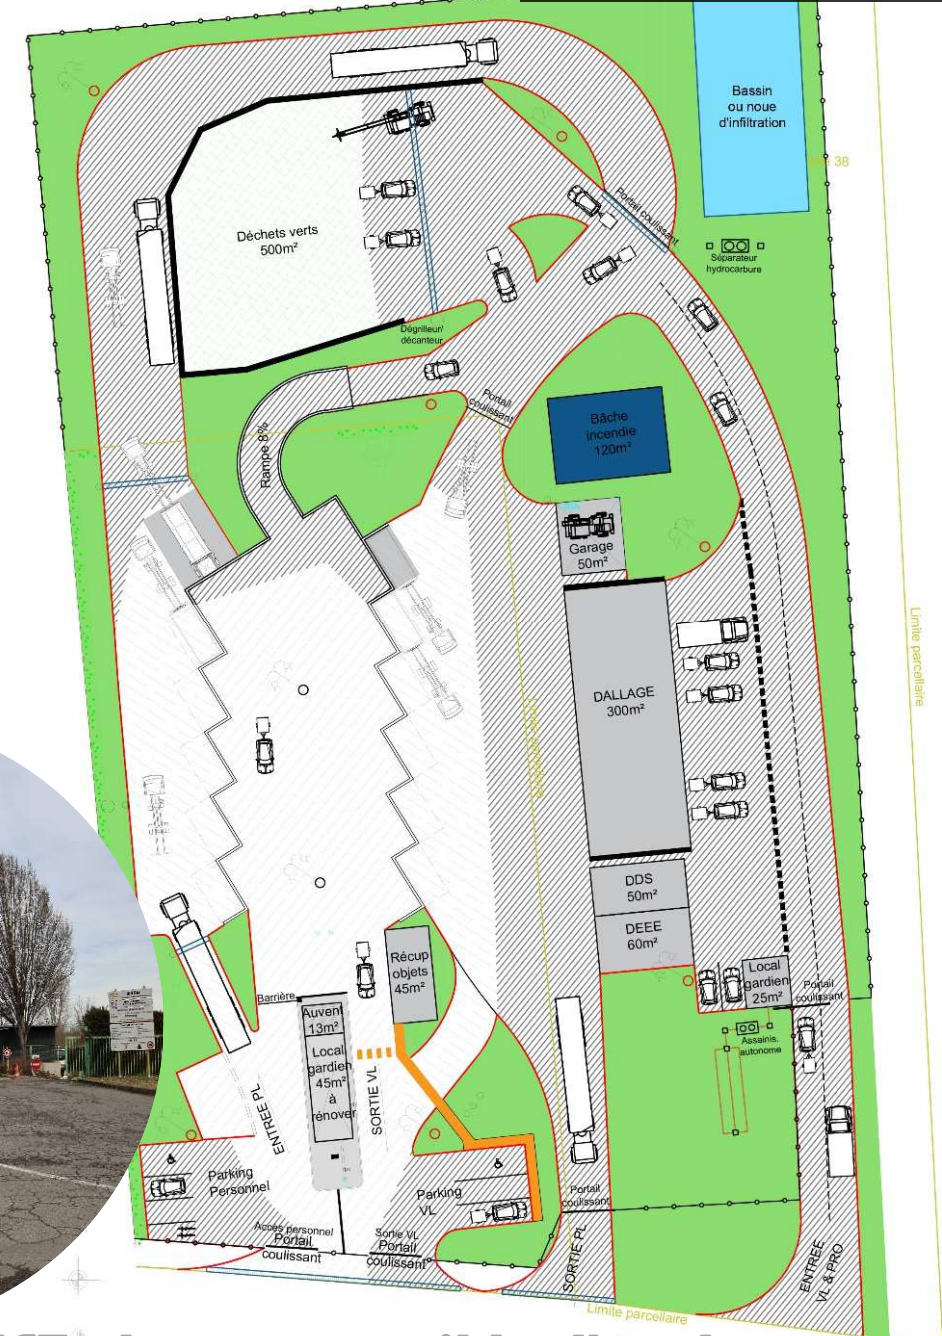 Bassin
ou noue
d'infiltration
38
Portail coulissant
Séparateur
hydrocarbure
Déchets verts
500m²
Dégrilleur/
décanteur
Portail
coulissant
Rampe 8%
Bâche
incendie
120m²
Garage
50m²
Limite parcellaire
DALLAGE
300m²
DDS
50m²
DEEE
60m²
Récup
objets
45m²
Local
gardien
25m²
Portail
coulissant
Barrière
Auvent
13m²
Local
gardien
45m²
à
rénover
Assainis.
autonome
ENTREE PL
SORTIE VL
Parking
Personnel
Parking
VL
Portail
coulissant
Accès personnel
Portail
coulissant
Sortie VL
Portail
coulissant
SORTIE PL
ENTREE
VL & PRO
Limite parcellaire